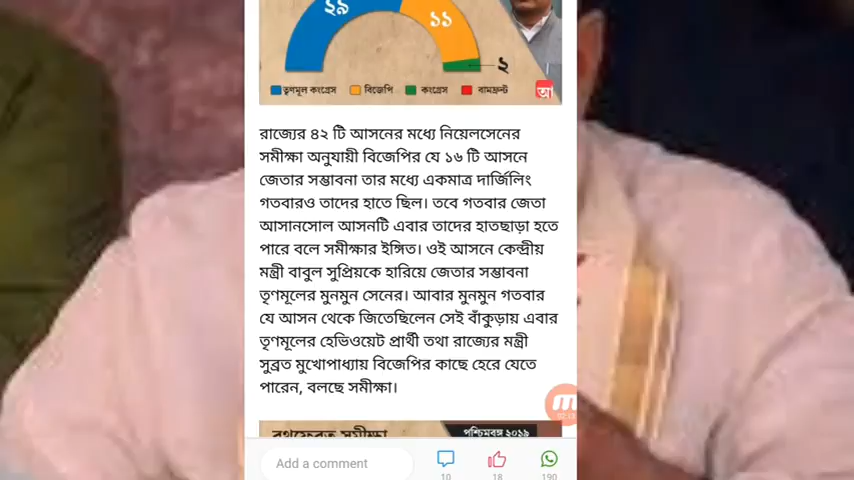 ২৯
১১
২
তৃণমূল কংগ্রেস বিজেপি কংগ্রেস বামফ্রন্ট
আ
রাজ্যের ৪২ টি আসনের মধ্যে নিয়েলসেনের
সমীক্ষা অনুযায়ী বিজেপির যে ১৬ টি আসনে
জেতার সম্ভাবনা তার মধ্যে একমাত্র দার্জিলিং
গতবারও তাদের হাতে ছিল। তবে গতবার জেতা
আসানসোল আসনটি এবার তাদের হাতছাড়া হতে
পারে বলে সমীক্ষার ইঙ্গিত। ওই আসনে কেন্দ্রীয়
মন্ত্রী বাবুল সুপ্রিয়কে হারিয়ে জেতার সম্ভাবনা
তৃণমূলের মুনমুন সেনের। আবার মুনমুন গতবার
যে আসন থেকে জিতেছিলেন সেই বাঁকুড়ায় এবার
তৃণমূলের হেভিওয়েট প্রার্থী তথা রাজ্যের মন্ত্রী
সুব্রত মুখোপাধ্যায় বিজেপির কাছে হেরে যেতে
পারেন, বলছে সমীক্ষা।
বুথফেরত সমীক্ষা পশ্চিমবঙ্গ ২০১৯
Add a comment
10 18 190